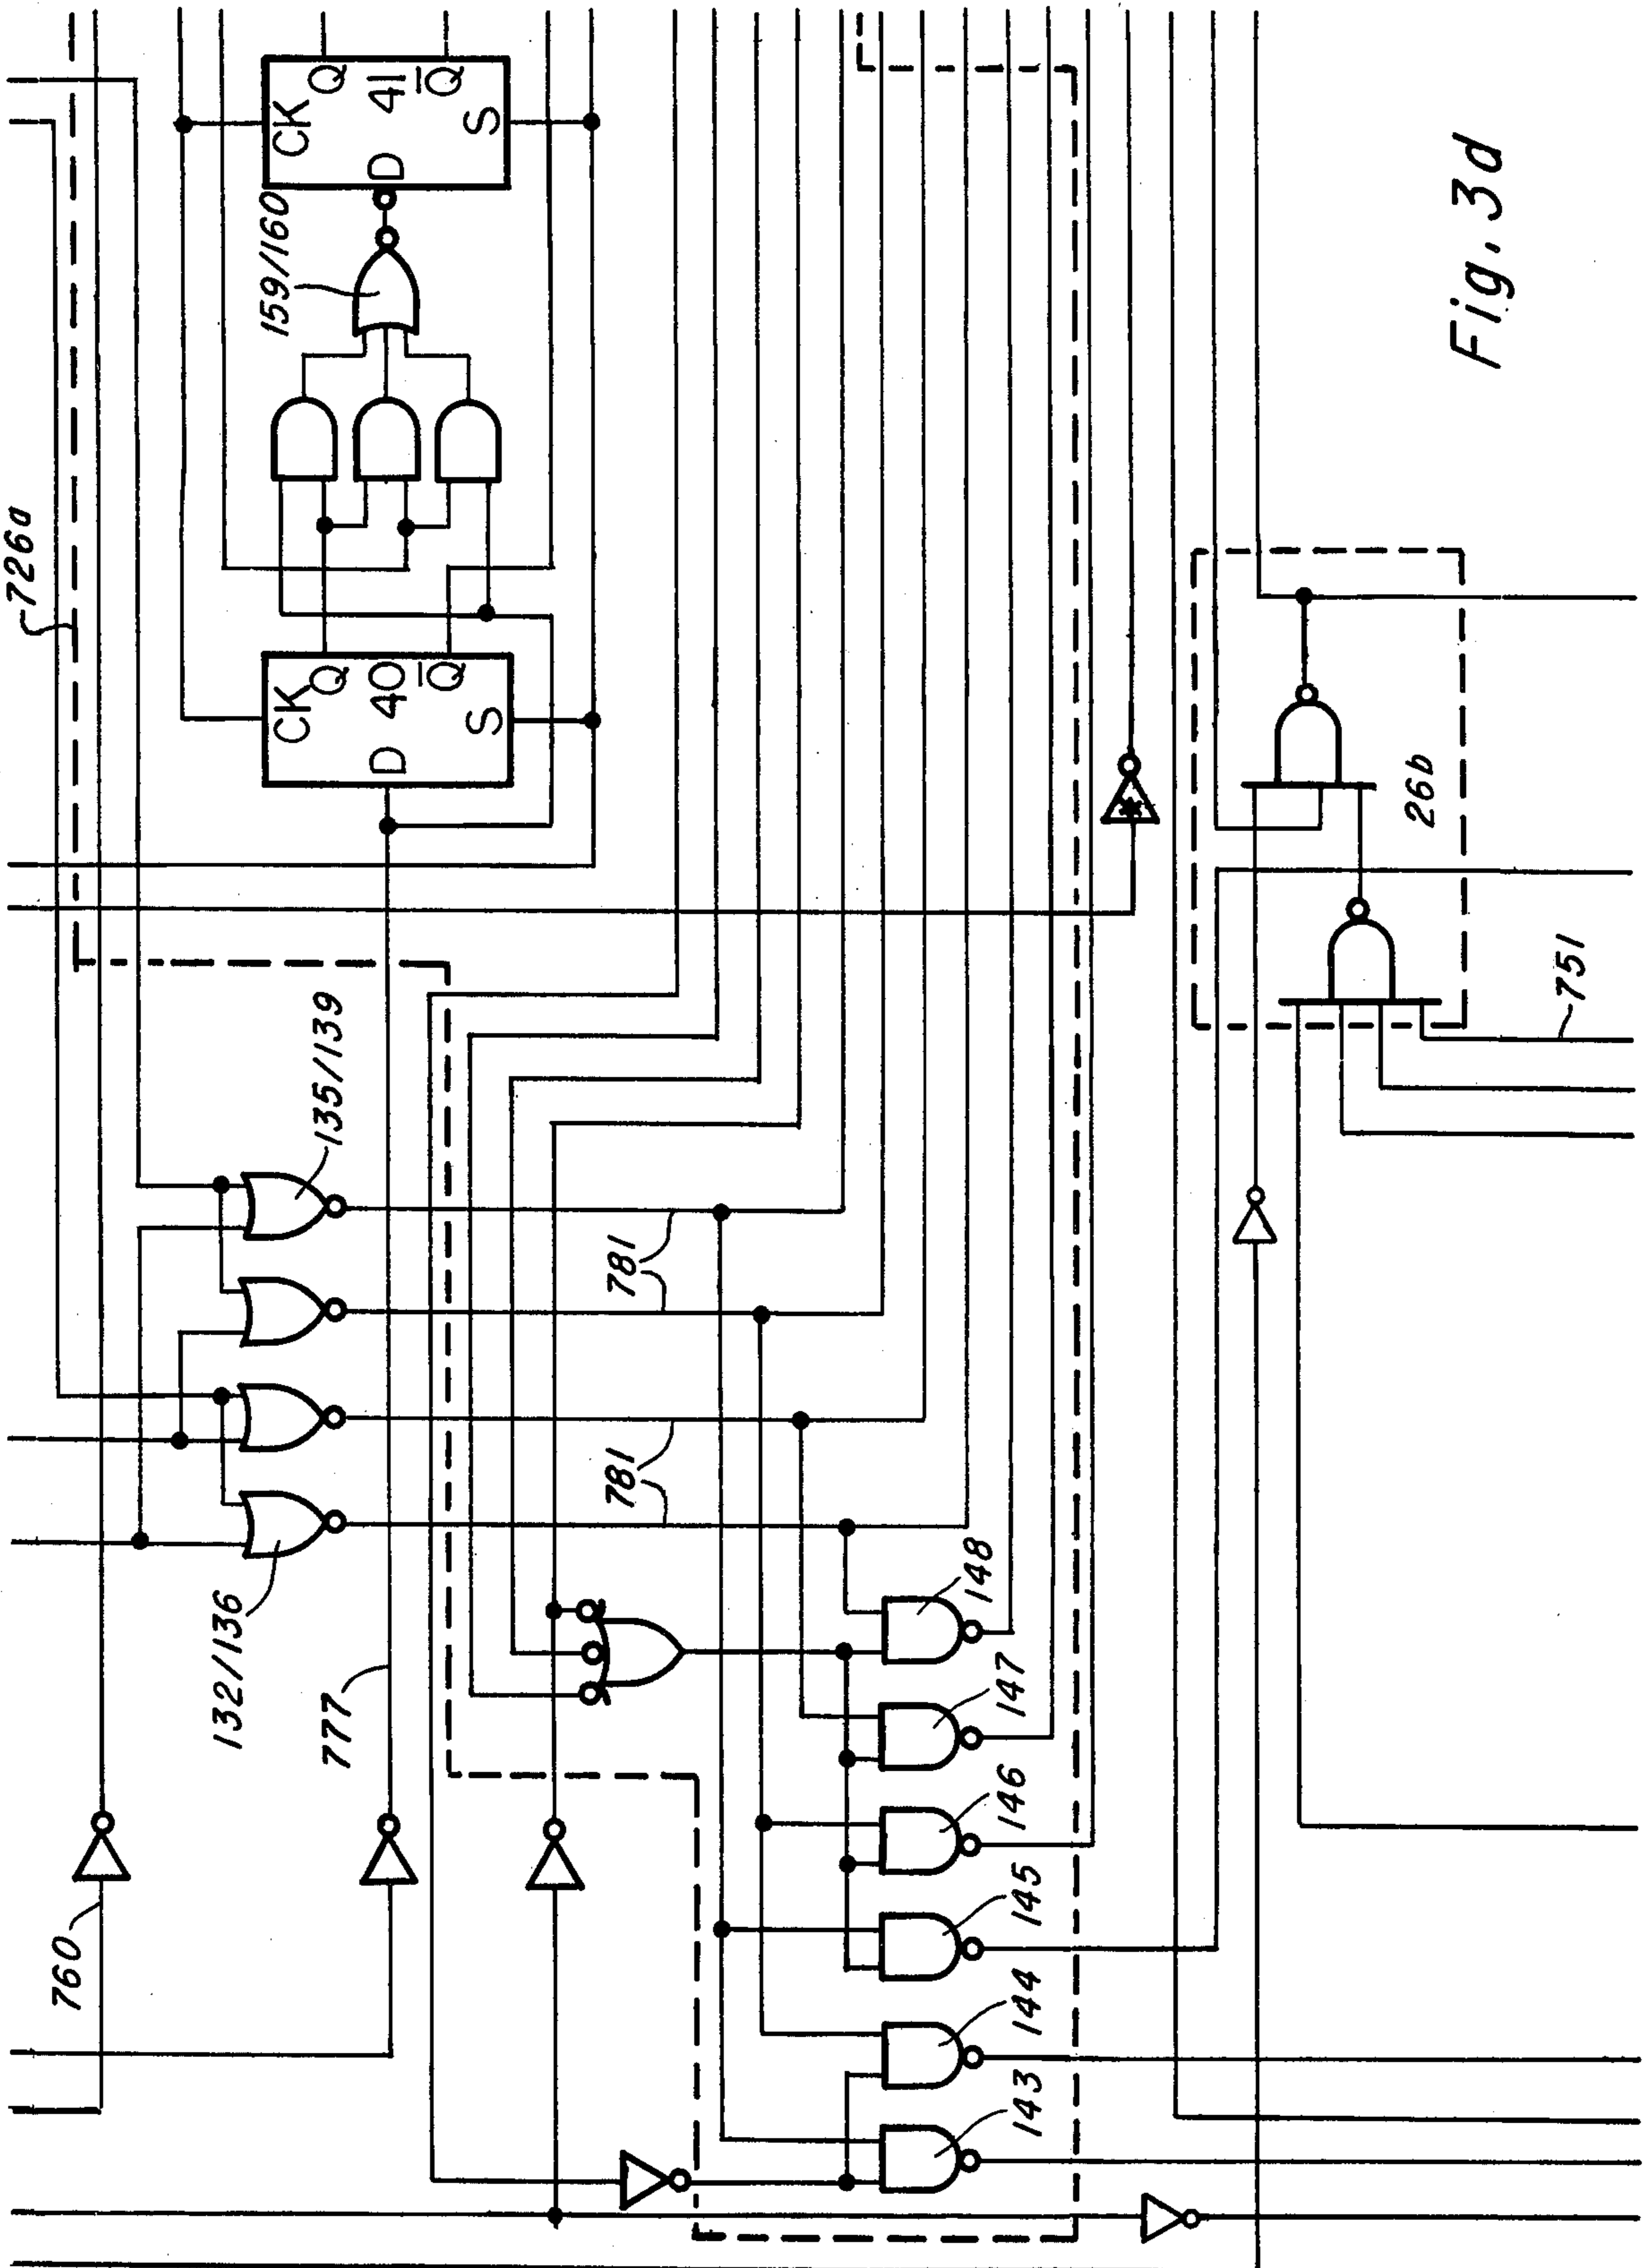 726a
CK
Q
41
D
Q̅
S
159/160
CK
Q
40
D
Q̅
S
135/139
132/136
777
760
781
781
148
147
146
145
144
143
26b
751
Fig. 3d